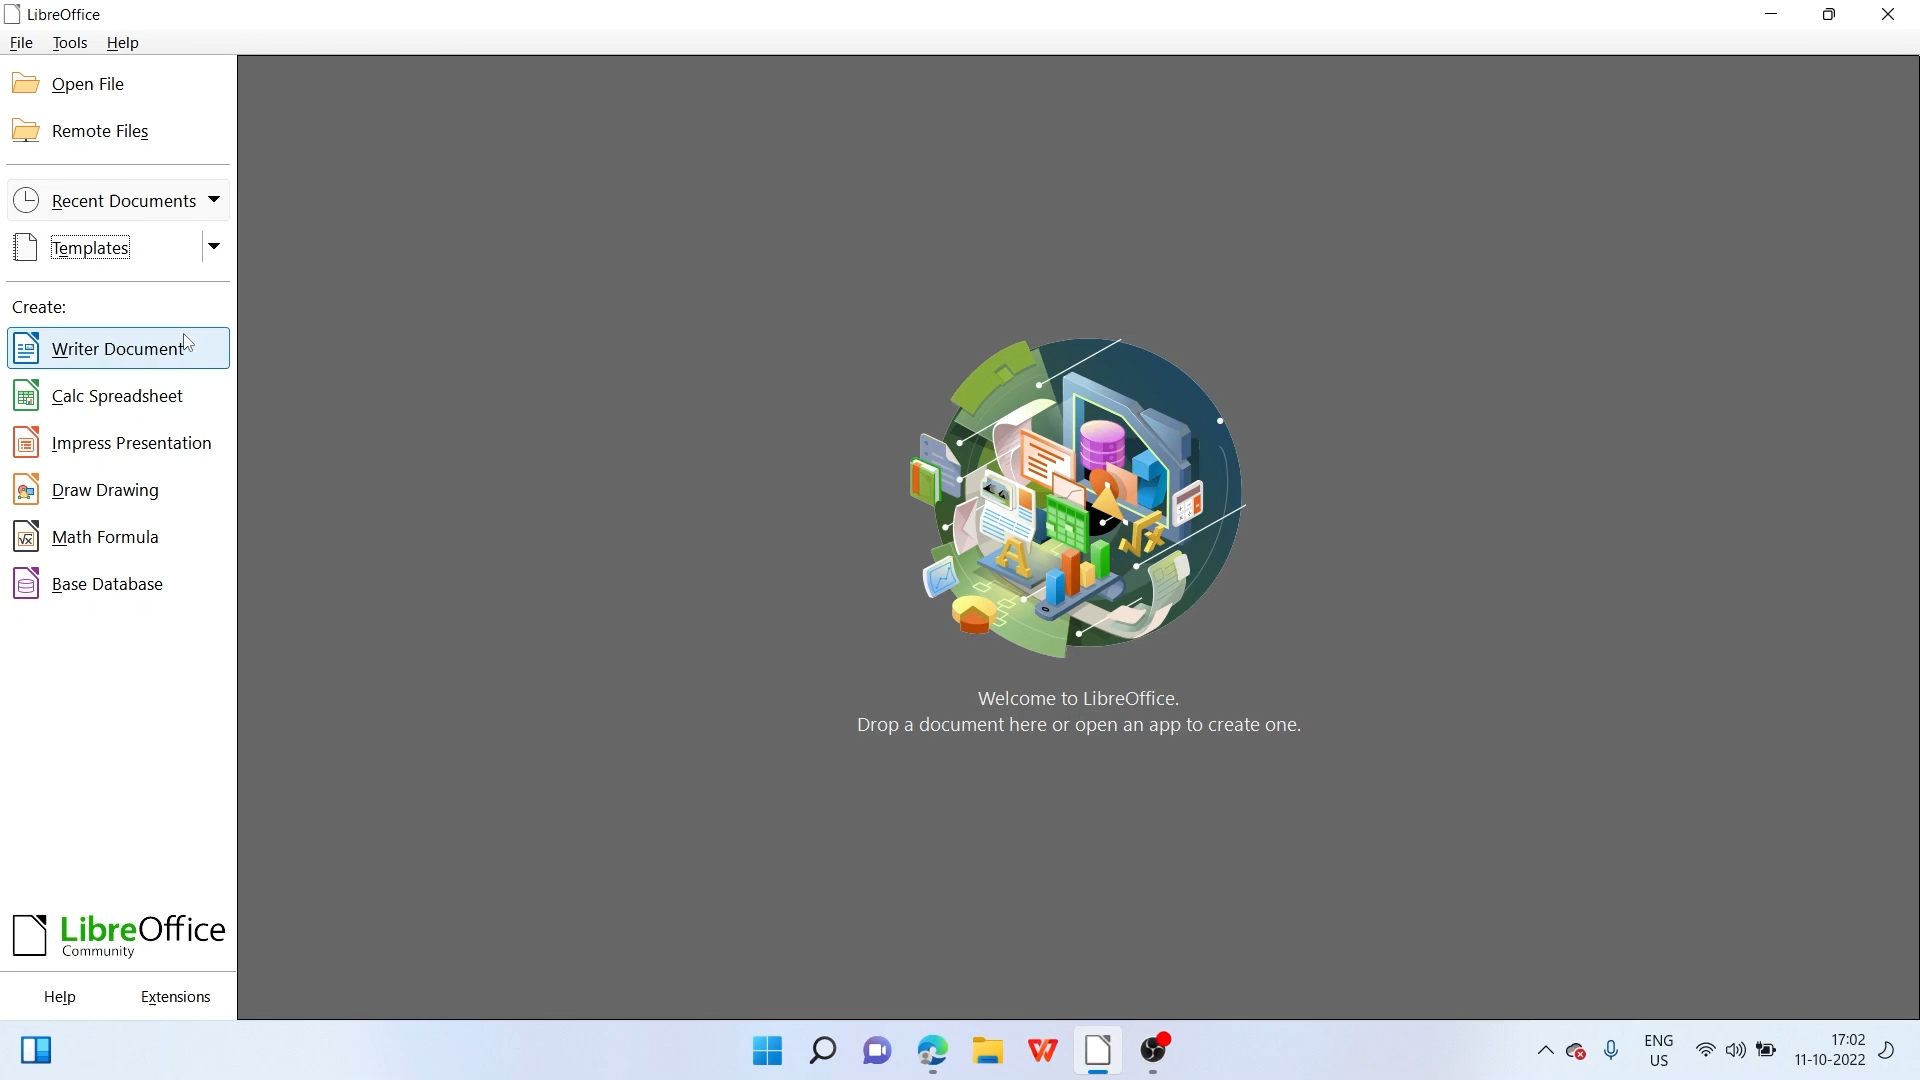 LibreOffice
File Tools Help
Open File
Remote Files
Recent Documents
Templates
Create:
Writer Document
Calc Spreadsheet
Impress Presentation
Draw Drawing
Math Formula
Base Database
Welcome to LibreOffice.
Drop a document here or open an app to create one.
LibreOffice
Community
Help Extensions
ENG
US
17:02
11-10-2022